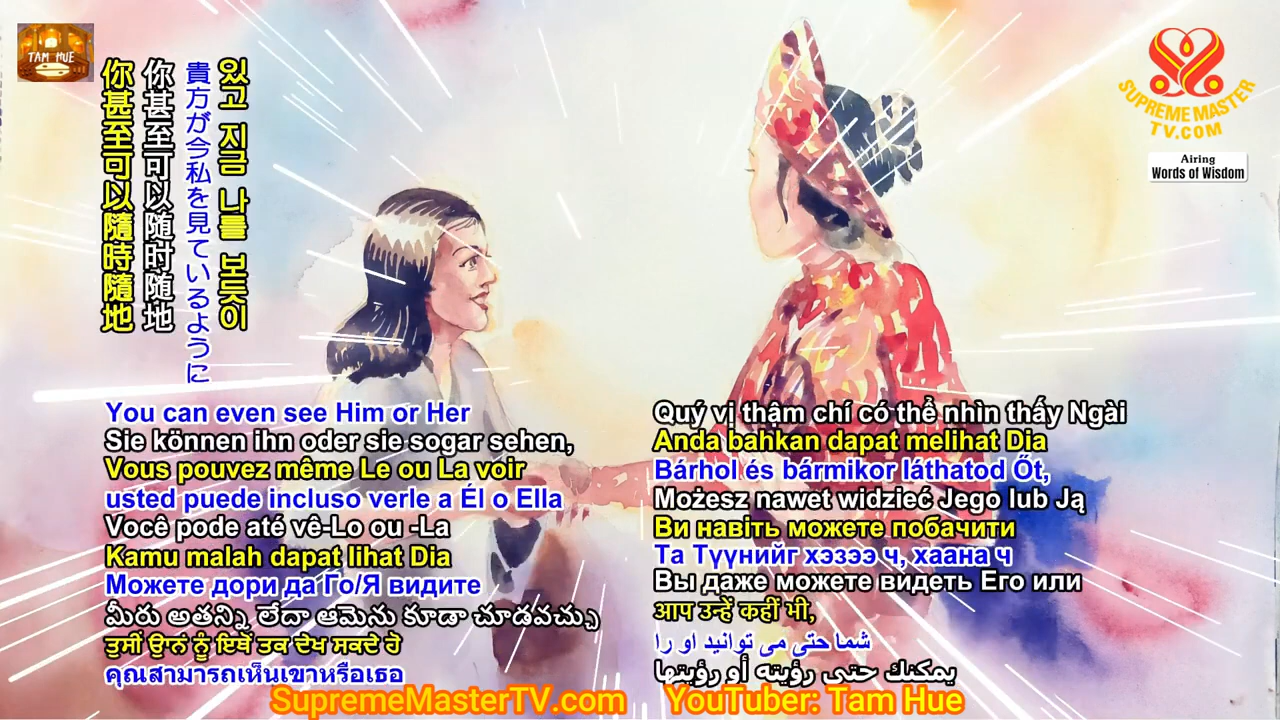 TAM HUE
你甚至可以隨時隨地
你甚至可以随时随地
貴方が今私を見ているように
있고 지금 나를 보듯이
SUPREME MASTER
TV.COM
Airing
Words of Wisdom
You can even see Him or Her
Sie können ihn oder sie sogar sehen,
Vous pouvez même Le ou La voir
usted puede incluso verle a Él o Ella
Você pode até vê-Lo ou -La
Kamu malah dapat lihat Dia
Можете дори да Го/Я видите
మీరు అతన్ని లేదా ఆమెను కూడా చూడవచ్చు
ਤੁਸੀਂ ਉਾਨਂ ਨੂੰ ਇਥੋਂ ਤਕ ਦੇਖ ਸਕਦੇ ਹੋ
คุณสามารถเห็นเขาหรือเธอ
Quý vị thậm chí có thể nhìn thấy Ngài
Anda bahkan dapat melihat Dia
Bárhol és bármikor láthatod Őt,
Możesz nawet widzieć Jego lub Ją
Ви навіть можете побачити
Та Түүнийг хэзээ ч, хаана ч
Вы даже можете видеть Его или
आप उन्हें कहीं भी,
شما حتی می توانید او را
يمكنك حتى رؤيته أو رؤيتها
SupremeMasterTV.com
YouTuber: Tam Hue